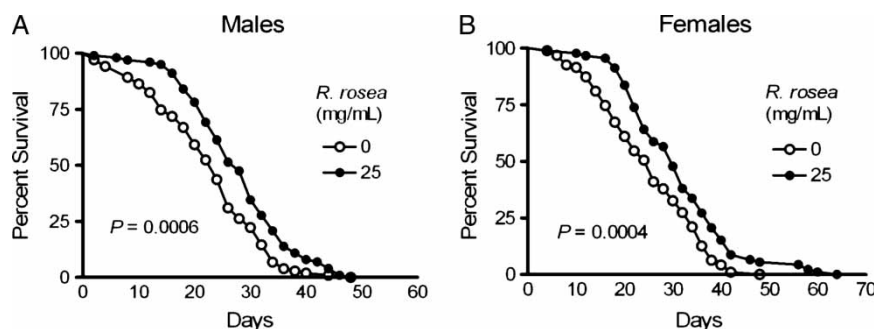 A
Males
Percent Survival
100
75
50
25
0
R. rosea
(mg/mL)
0
25
P = 0.0006
0 10 20 30 40 50 60
Days
B
Females
Percent Survival
100
75
50
25
0
R. rosea
(mg/mL)
0
25
P = 0.0004
0 10 20 30 40 50 60 70
Days